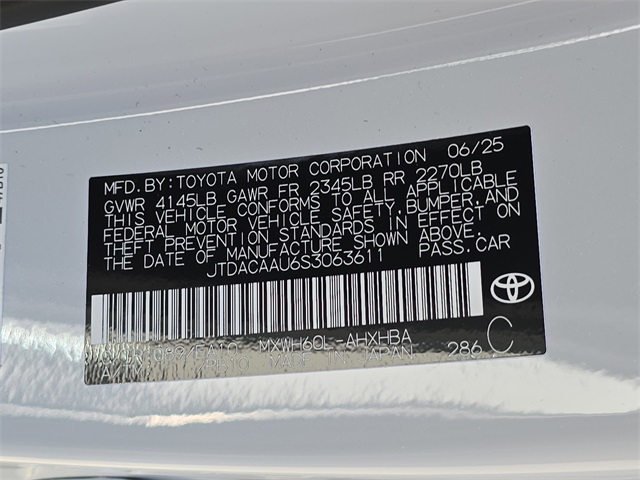 MFD. BY: TOYOTA MOTOR CORPORATION 06/25
GVWR 4145LB GAWR FR 2345LB RR 2270LB
THIS VEHICLE CONFORMS TO ALL APPLICABLE
FEDERAL MOTOR VEHICLE SAFETY, BUMPER, AND
THEFT PREVENTION STANDARDS IN EFFECT ON
THE DATE OF MANUFACTURE SHOWN ABOVE.
JTDACAAU6S3063611 PASS. CAR
MXWH60L-AHXHBA
MADE IN JAPAN 286 C